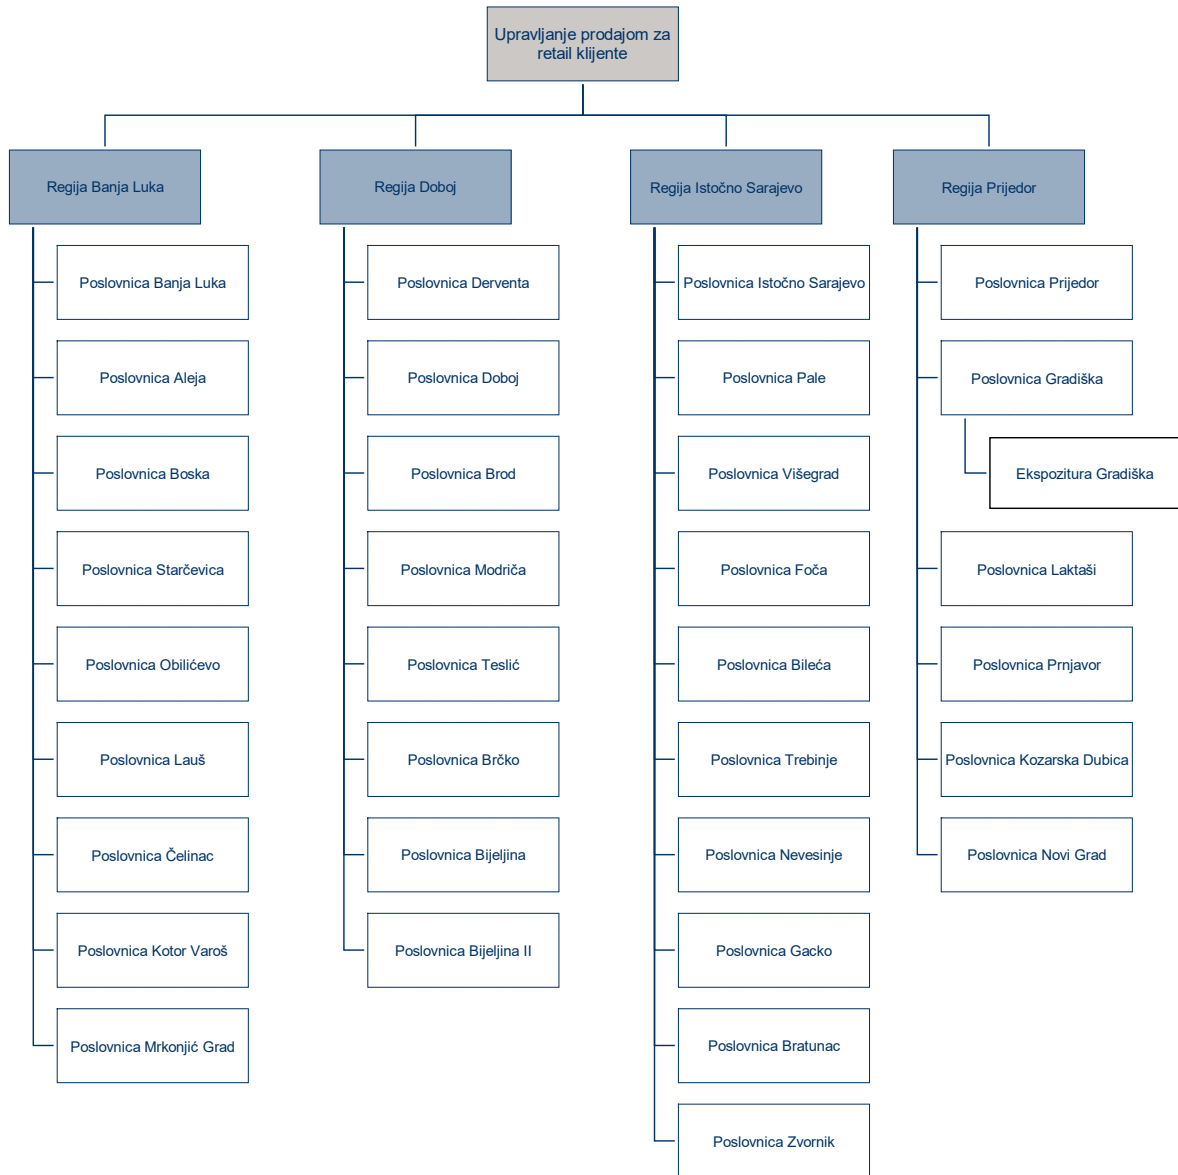 Upravljanje prodajom za
retail klijente
Regija Banja Luka
Regija Doboj
Regija Istočno Sarajevo
Regija Prijedor
Poslovnica Banja Luka
Poslovnica Derventa
Poslovnica Istočno Sarajevo
Poslovnica Prijedor
Poslovnica Aleja
Poslovnica Doboj
Poslovnica Pale
Poslovnica Gradiška
Poslovnica Boska
Poslovnica Brod
Poslovnica Višegrad
Ekspozitura Gradiška
Poslovnica Starčevica
Poslovnica Modriča
Poslovnica Foča
Poslovnica Laktaši
Poslovnica Obilićevo
Poslovnica Teslić
Poslovnica Bileća
Poslovnica Prnjavor
Poslovnica Lauš
Poslovnica Brčko
Poslovnica Trebinje
Poslovnica Kozarska Dubica
Poslovnica Čelinac
Poslovnica Bijeljina
Poslovnica Nevesinje
Poslovnica Novi Grad
Poslovnica Kotor Varoš
Poslovnica Bijeljina II
Poslovnica Gacko
Poslovnica Mrkonjić Grad
Poslovnica Bratunac
Poslovnica Zvornik